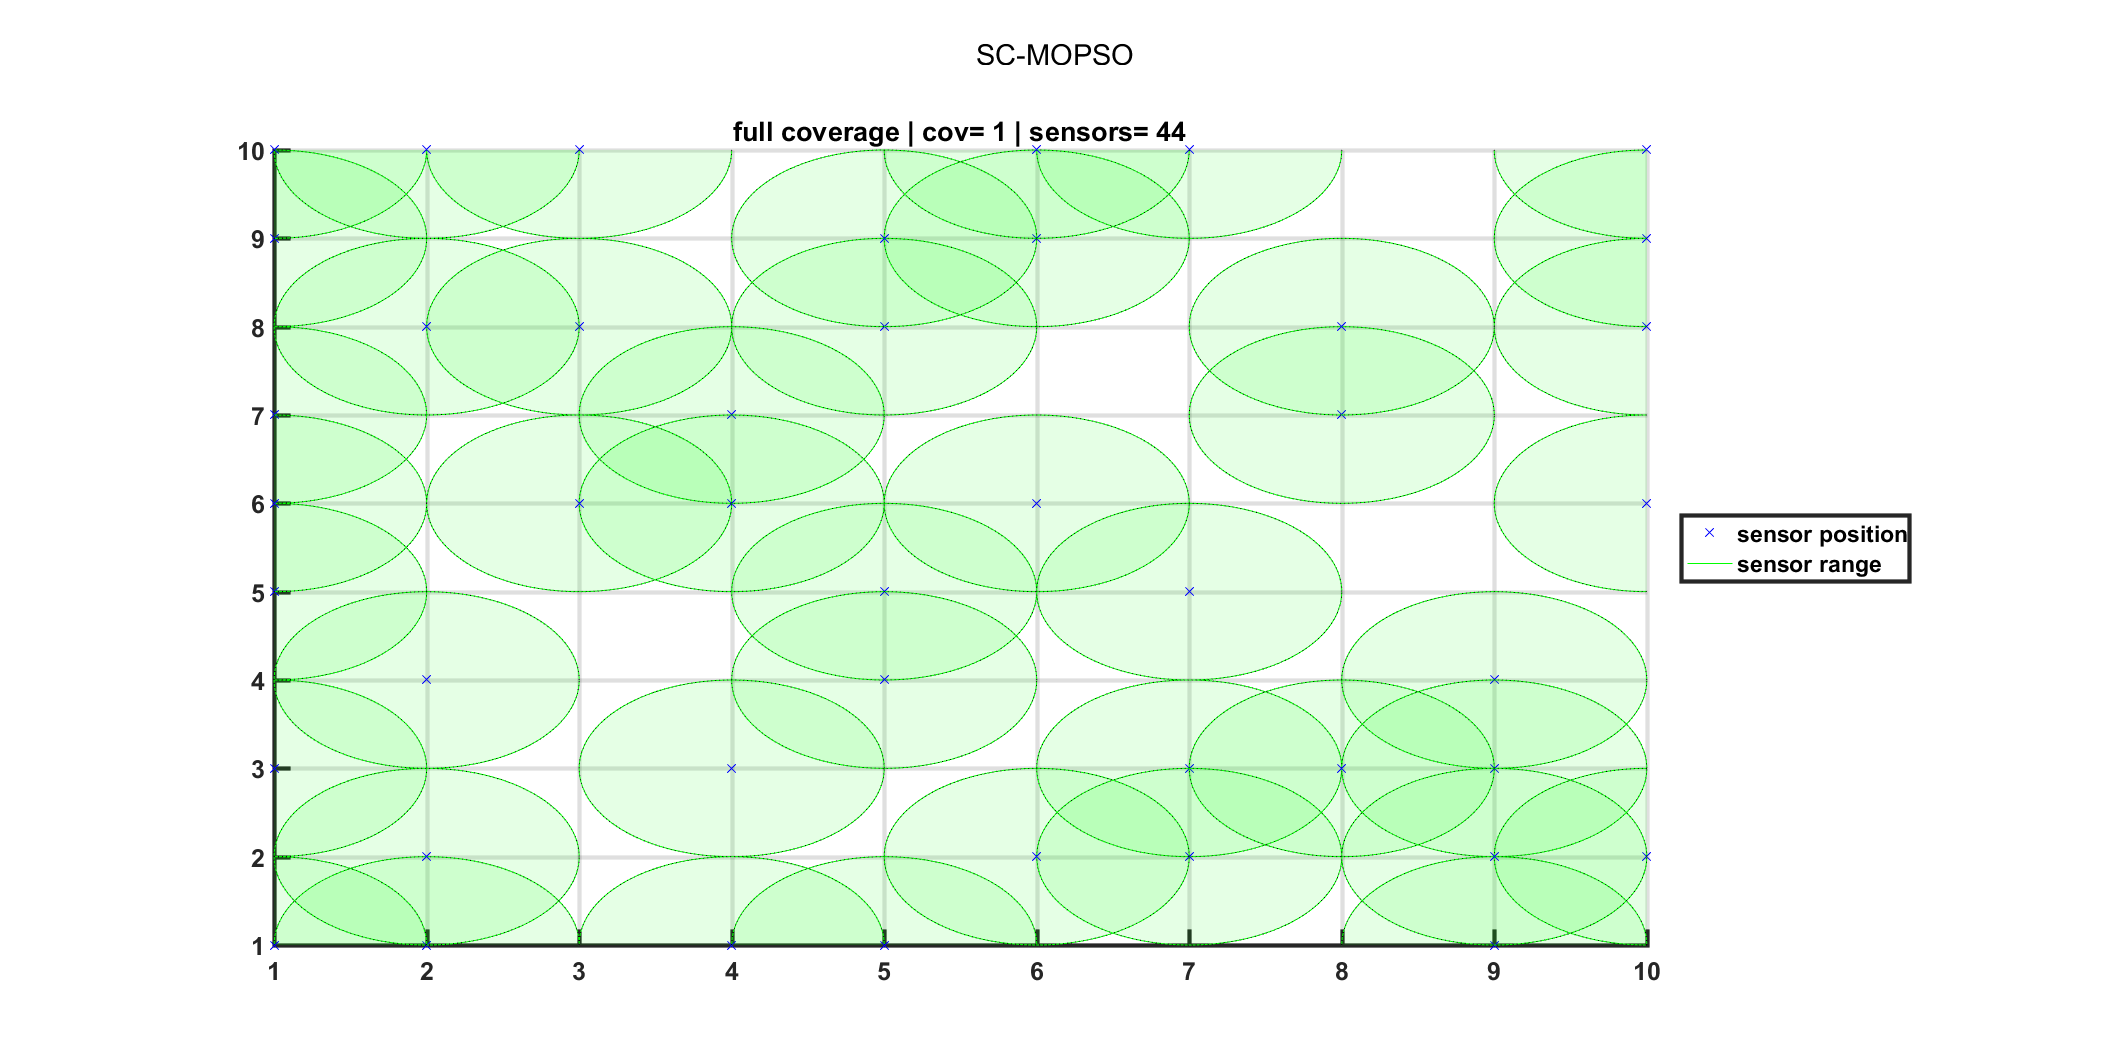 SC-MOPSO
full coverage | cov= 1 | sensors= 44
10
9
8
7
6
5
4
3
2
1
1 2 3 4 5 6 7 8 9 10
sensor position
sensor range